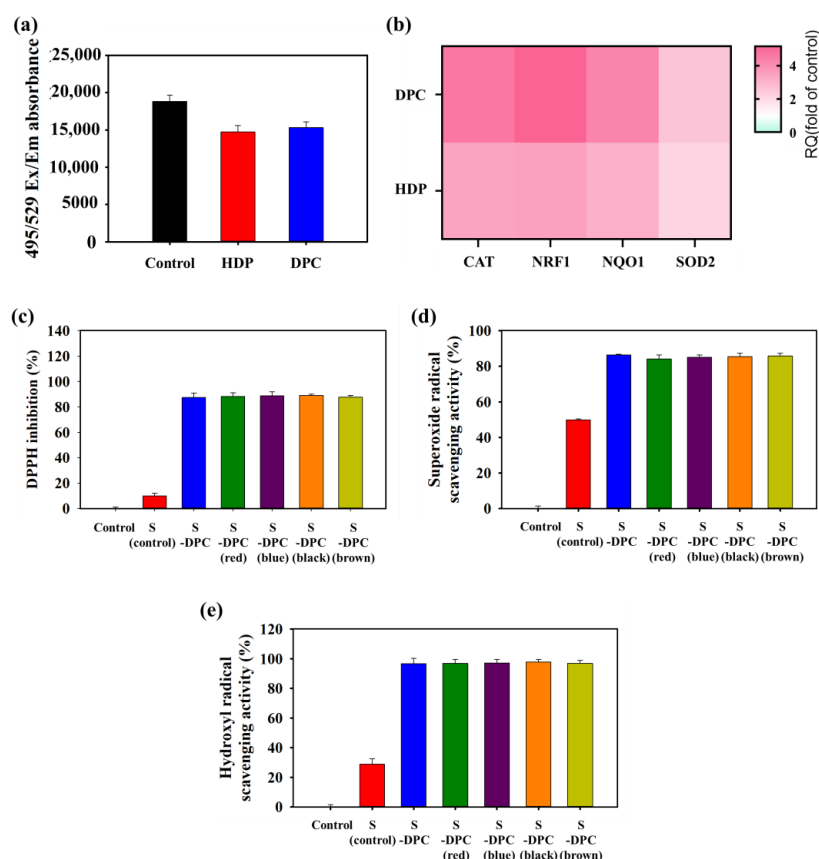 (a)
495/529 Ex/Em absorbance
25,000
20,000
15,000
10,000
5000
0
Control HDP DPC
(b)
DPC
HDP
CAT NRF1 NQO1 SOD2
4
2
0
RQ(fold of control)
(c)
DPPH inhibition (%)
140
120
100
80
60
40
20
0
Control S S S S S S
(control) -DPC -DPC -DPC -DPC -DPC
(red) (blue) (black) (brown)
(d)
Superoxide radical
scavenging activity (%)
100
80
60
40
20
0
Control S S S S S S
(control) -DPC -DPC -DPC -DPC -DPC
(red) (blue) (black) (brown)
(e)
Hydroxyl radical
scavenging activity (%)
120
100
80
60
40
20
0
Control S S S S S S
(control) -DPC -DPC -DPC -DPC -DPC
(red) (blue) (black) (brown)